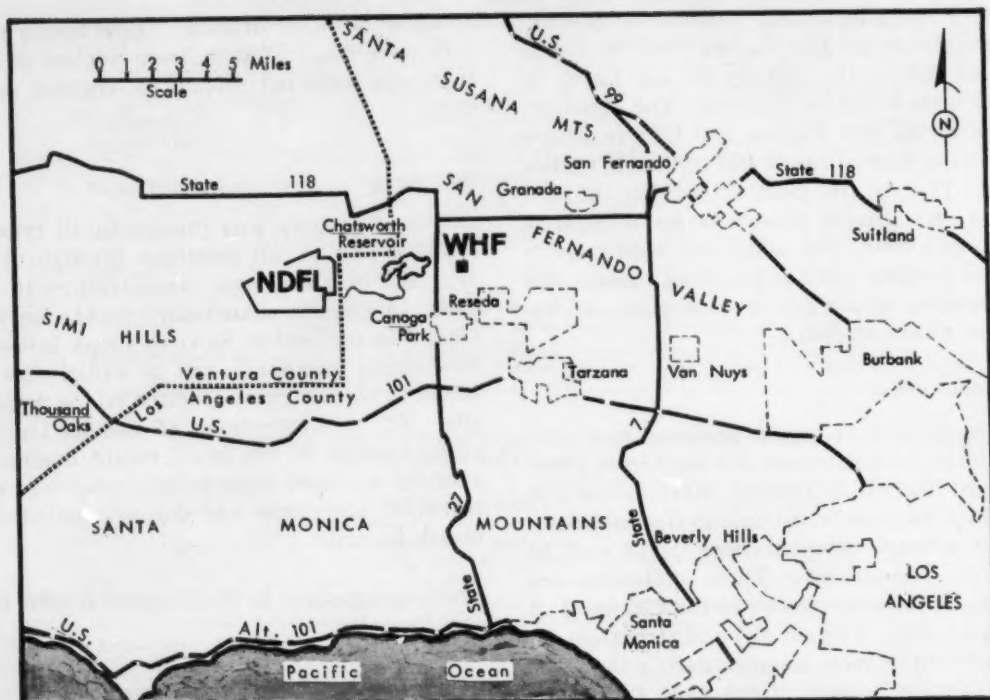 0 1 2 3 4 5 Miles
Scale
SANTA
SUSANA
MTS.
U.S.
99
N
San Fernando
State 118
SAN
Granada
State 118
Suitland
Chatsworth
Reservoir
WHF
FERNANDO
NDFL
VALLEY
Reseda
Canoga
Park
SIMI
HILLS
Tarzana
Van Nuys
Burbank
Ventura County
Los Angeles County
101
U.S.
Thousand
Oaks
7
State
27
State
SANTA MONICA MOUNTAINS
Beverly Hills
LOS
ANGELES
Santa
Monica
U.S.
Alt. 101
Pacific Ocean